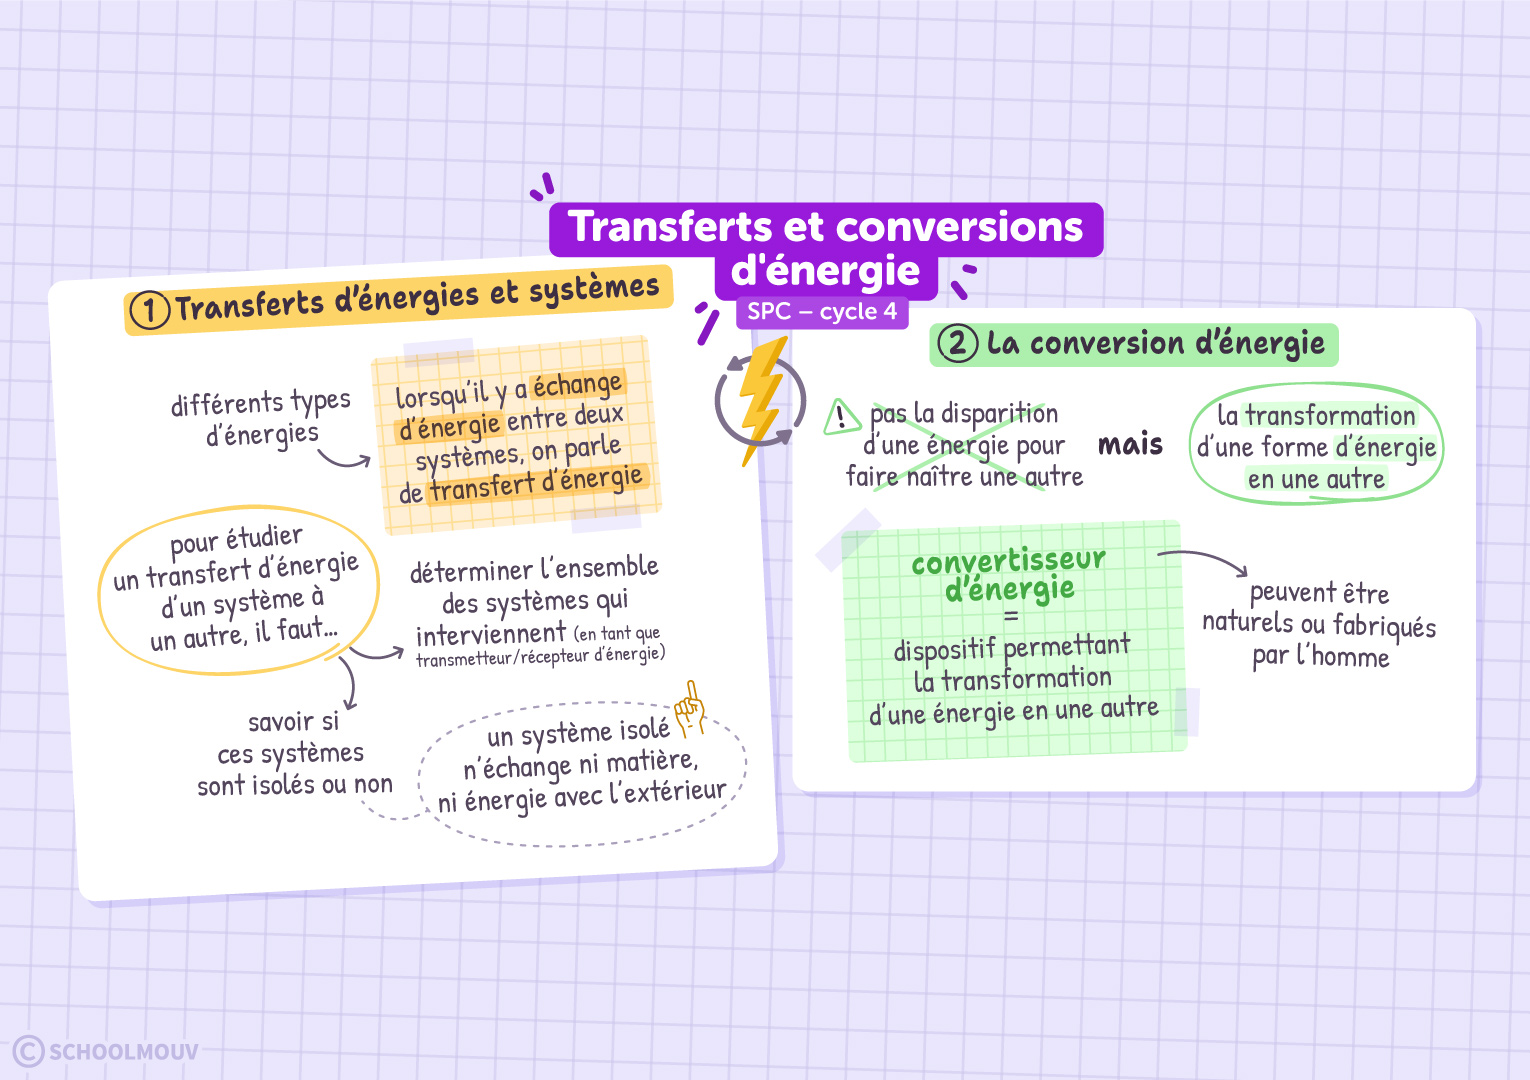 Transferts et conversions
d'énergie
SPC – cycle 4
1 Transferts d'énergies et systèmes
différents types
d'énergies
lorsqu'il y a échange
d'énergie entre deux
systèmes, on parle
de transfert d'énergie
pour étudier
un transfert d'énergie
d'un système à
un autre, il faut...
déterminer l'ensemble
des systèmes qui
interviennent (en tant que
transmetteur/récepteur d'énergie)
savoir si
ces systèmes
sont isolés ou non
un système isolé
n'échange ni matière,
ni énergie avec l'extérieur
2 La conversion d'énergie
! pas la disparition
d'une énergie pour
faire naître une autre
mais
la transformation
d'une forme d'énergie
en une autre
convertisseur
d'énergie
=
dispositif permettant
la transformation
d'une énergie en une autre
peuvent être
naturels ou fabriqués
par l'homme
© SCHOOLMOUV